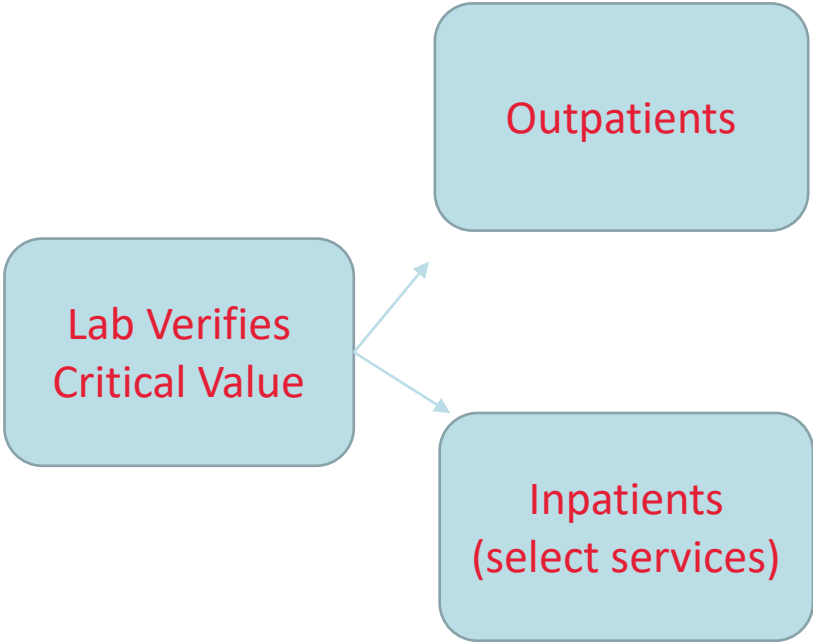 Outpatients
Lab Verifies
Critical Value
Inpatients
(select services)